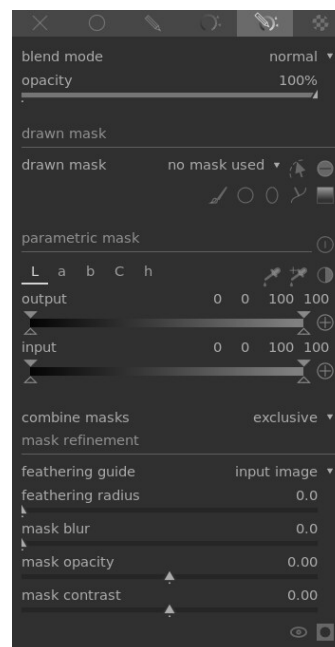 blend mode normal
opacity 100%
drawn mask
drawn mask no mask used
parametric mask
L a b C h
output 0 0 100 100
input 0 0 100 100
combine masks exclusive
mask refinement
feathering guide input image
feathering radius 0.0
mask blur 0.0
mask opacity 0.00
mask contrast 0.00